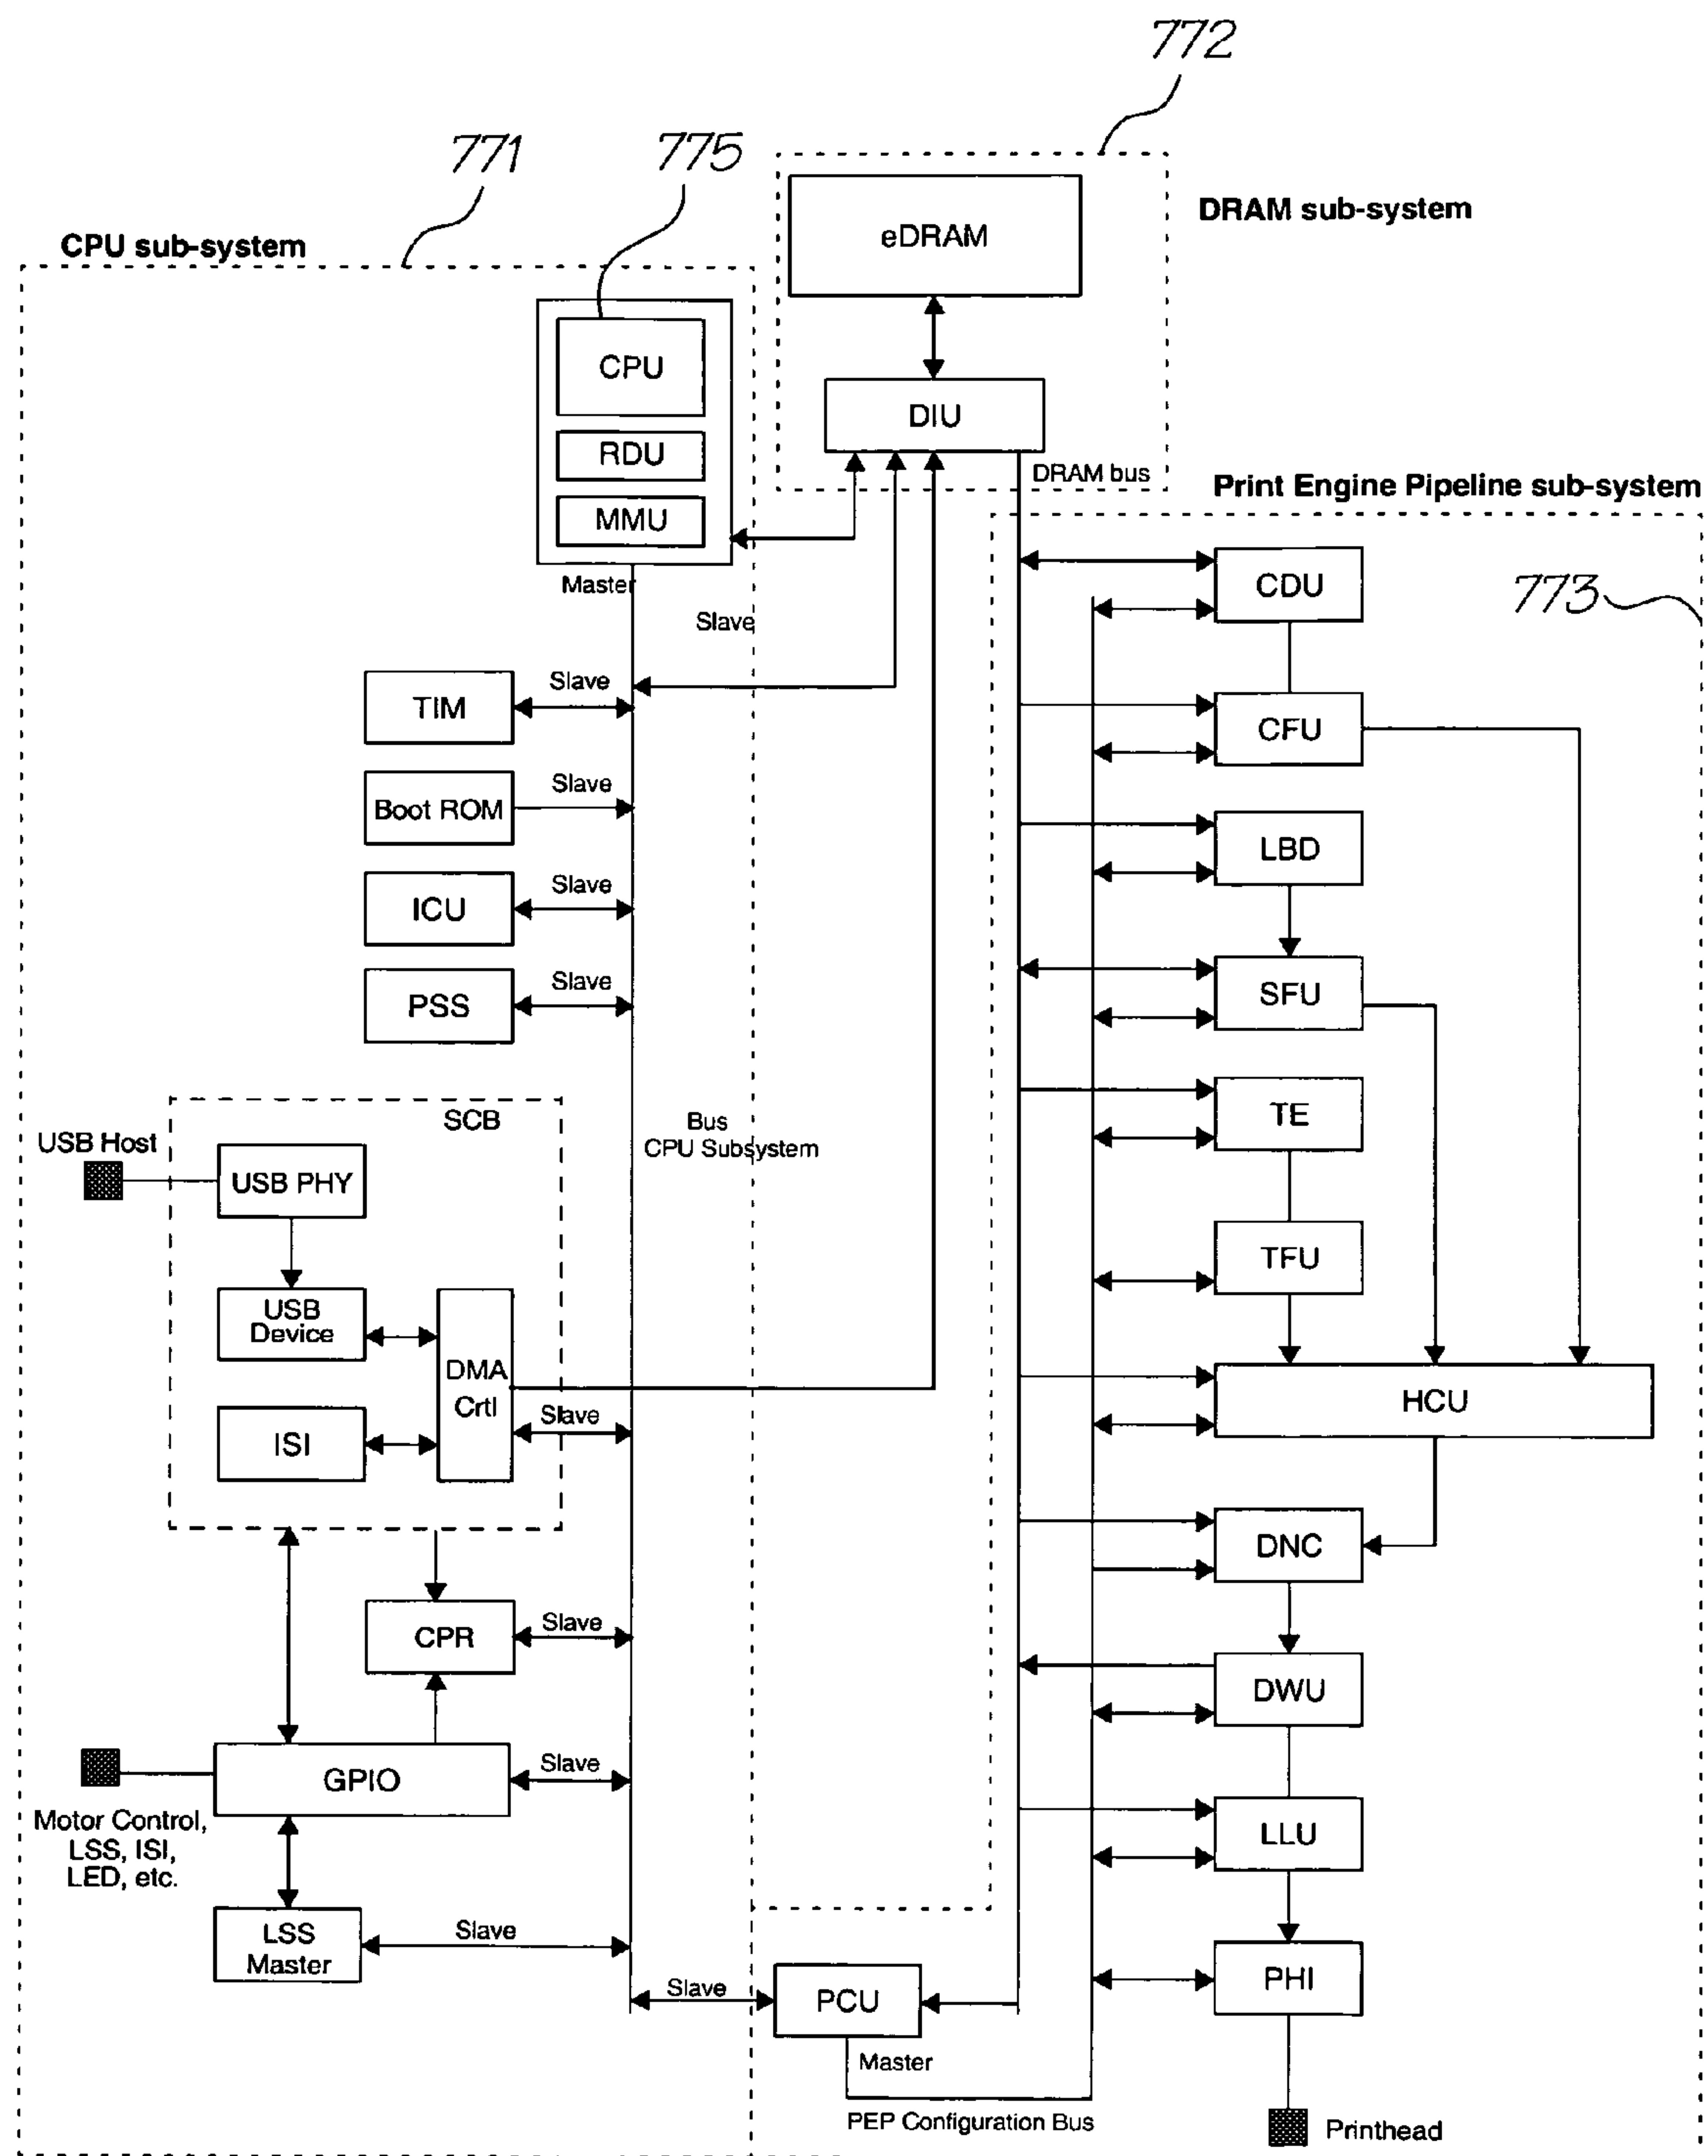 772
771
775
DRAM sub-system
CPU sub-system
eDRAM
CPU
DIU
RDU
DRAM bus
Print Engine Pipeline sub-system
MMU
Master
CDU
773
Slave
TIM
Slave
CFU
Boot ROM
Slave
LBD
ICU
Slave
PSS
Slave
SFU
SCB
Bus
CPU Subsystem
TE
USB Host
USB PHY
TFU
USB
Device
DMA
Crtl
HCU
Slave
ISI
DNC
CPR
Slave
DWU
GPIO
Slave
Motor Control,
LSS, ISI,
LED, etc.
LLU
LSS
Master
Slave
PHI
Slave
PCU
Master
PEP Configuration Bus
Printhead